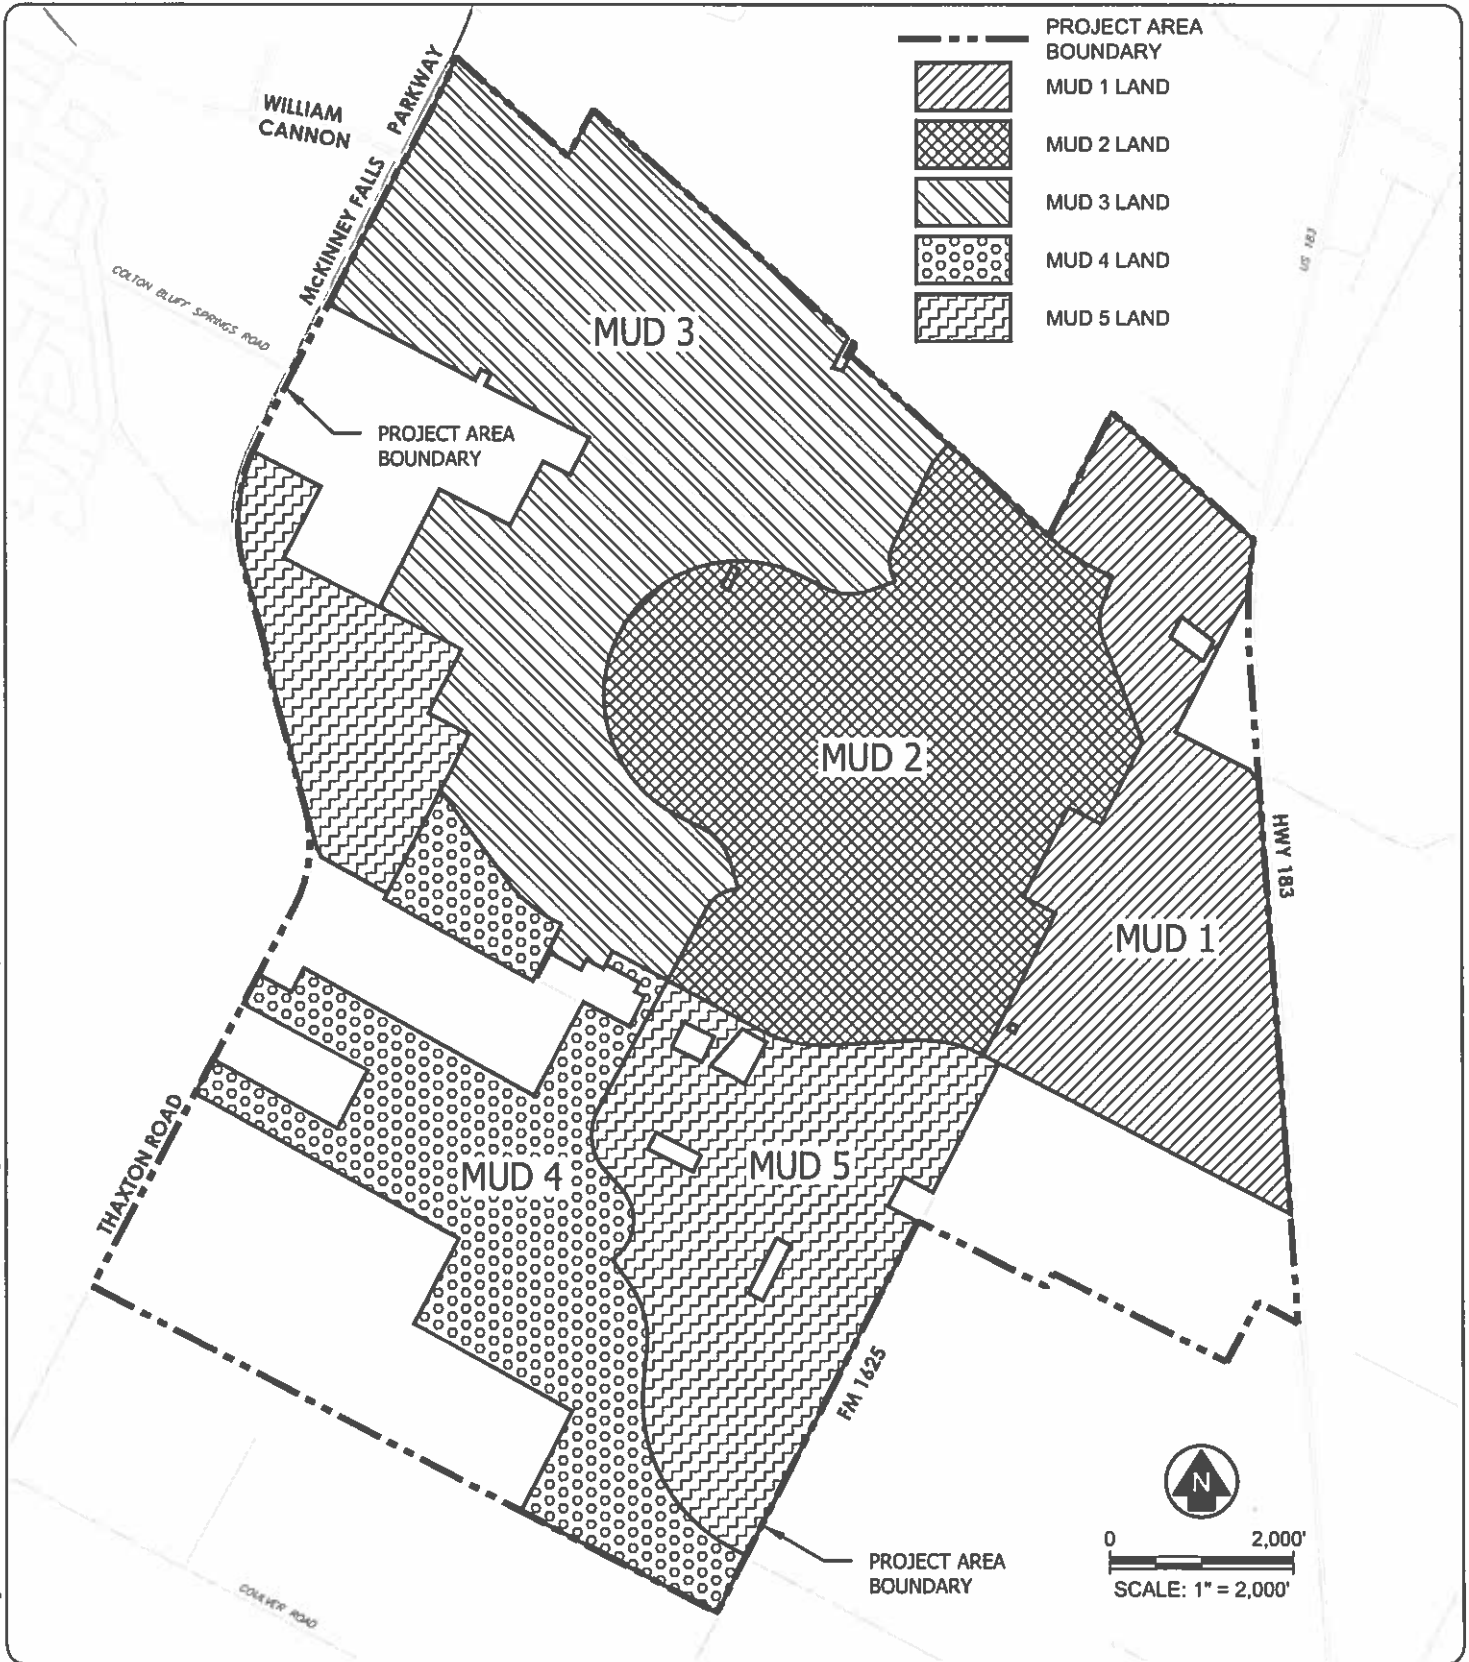 PROJECT AREA
BOUNDARY
MUD 1 LAND
MUD 2 LAND
MUD 3 LAND
MUD 4 LAND
MUD 5 LAND
WILLIAM
CANNON
McKINNEY FALLS PARKWAY
COLTON BLUFF SPRINGS ROAD
US 183
MUD 3
PROJECT AREA
BOUNDARY
MUD 2
HWY 183
MUD 1
THAXTON ROAD
MUD 4
MUD 5
FM 1625
N
0 2,000'
SCALE: 1" = 2,000'
PROJECT AREA
BOUNDARY
COULVER ROAD